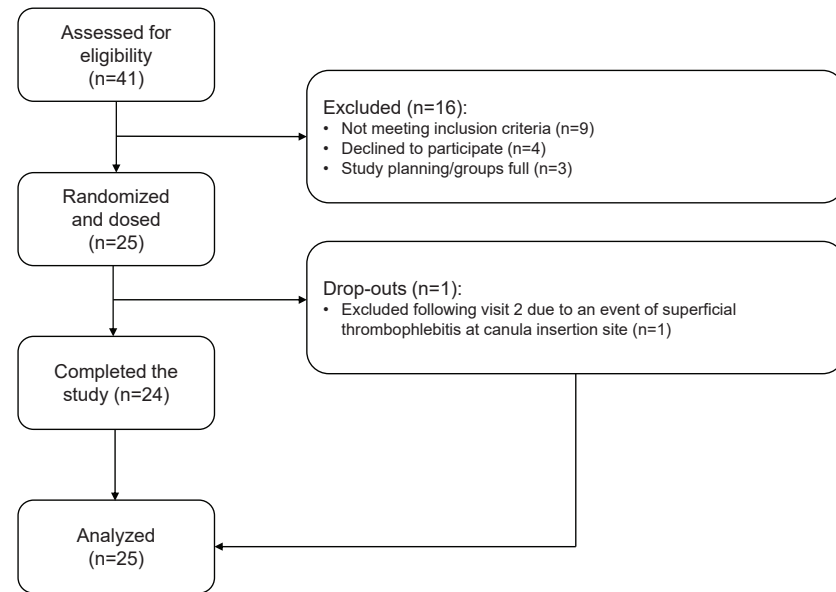 Assessed for
eligibility
(n=41)
Excluded (n=16):
• Not meeting inclusion criteria (n=9)
• Declined to participate (n=4)
• Study planning/groups full (n=3)
Randomized
and dosed
(n=25)
Drop-outs (n=1):
• Excluded following visit 2 due to an event of superficial
thrombophlebitis at canula insertion site (n=1)
Completed the
study (n=24)
Analyzed
(n=25)